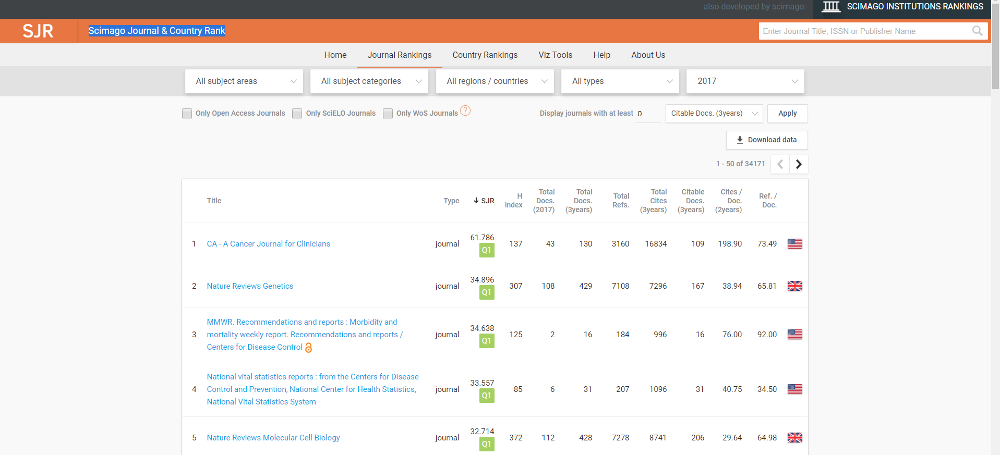 also developed by scimago:
SCIMAGO INSTITUTIONS RANKINGS
SJR
Scimago Journal & Country Rank
Enter Journal Title, ISSN or Publisher Name
Home
Journal Rankings
Country Rankings
Viz Tools
Help
About Us
All subject areas
All subject categories
All regions / countries
All types
2017
Only Open Access Journals
Only SciELO Journals
Only WoS Journals
?
Display journals with at least 0
Citable Docs. (3years)
Apply
Download data
1 - 50 of 34171
Title
Type
SJR
H
index
Total
Docs.
(2017)
Total
Docs.
(3years)
Total
Refs.
Total
Cites
(3years)
Citable
Docs.
(3years)
Cites /
Doc.
(2years)
Ref. /
Doc.
1 CA - A Cancer Journal for Clinicians journal 61.786 137 43 130 3160 16834 109 198.90 73.49
Q1
2 Nature Reviews Genetics journal 34.896 307 108 429 7108 7296 167 38.94 65.81
Q1
MMWR. Recommendations and reports : Morbidity and
3 mortality weekly report. Recommendations and reports / journal 34.638 125 2 16 184 996 16 76.00 92.00
Centers for Disease Control Q1
National vital statistics reports : from the Centers for Disease
4 Control and Prevention, National Center for Health Statistics, journal 33.557 85 6 31 207 1096 31 40.75 34.50
National Vital Statistics System Q1
5 Nature Reviews Molecular Cell Biology journal 32.714 372 112 428 7278 8741 206 29.64 64.98
Q1